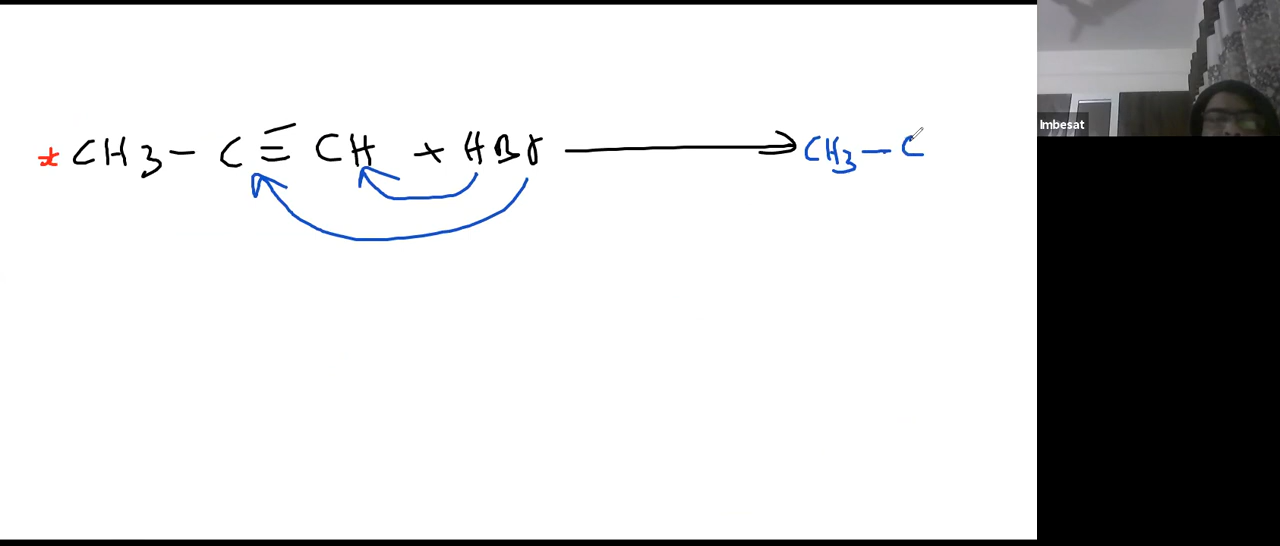 * CH3 - C ≡ CH + HBr → CH3 - C
Imbesat